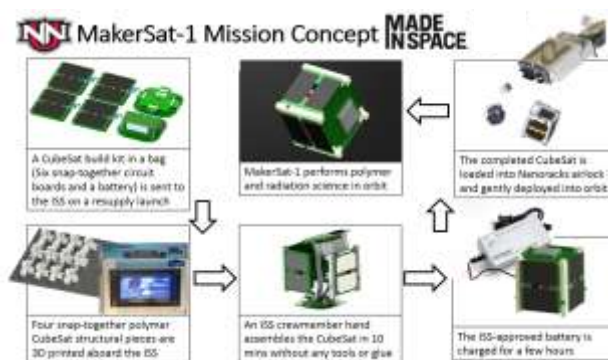 NNU MakerSat-1 Mission Concept MADE
IN SPACE
A CubeSat build kit in a bag
(Six snap-together circuit
boards and a battery) is sent to
the ISS on a resupply launch
MakerSat-1 performs polymer
and radiation science in orbit
The completed CubeSat is
loaded into Nanoracks airlock
and gently deployed into orbit
Four snap-together polymer
CubeSat structural pieces are
3D printed aboard the ISS
An ISS crewmember hand
assembles the CubeSat in 10
mins without any tools or glue
The ISS-approved battery is
charged for a few hours